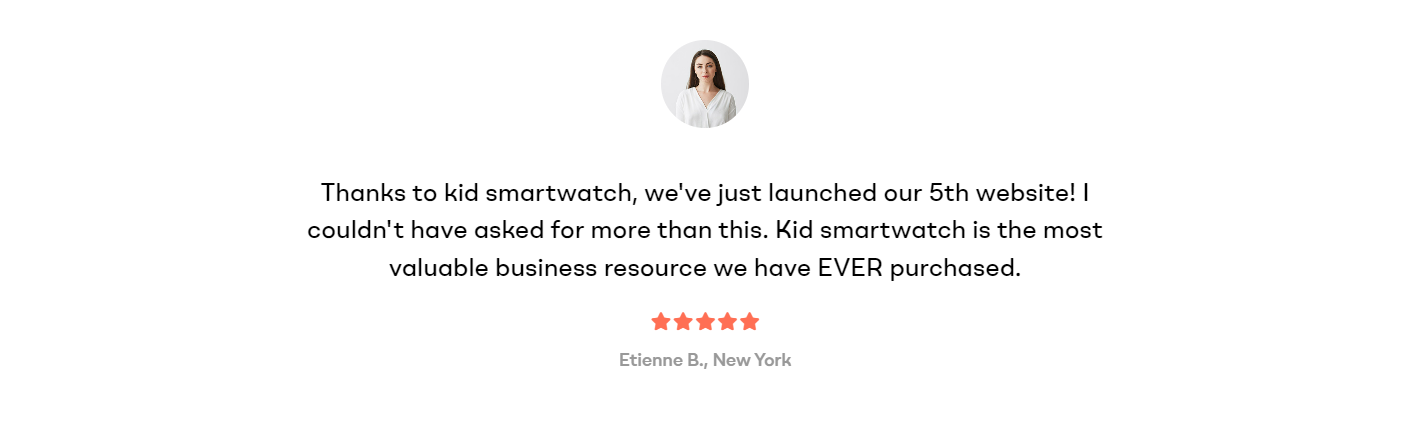 Thanks to kid smartwatch, we've just launched our 5th website! I
couldn't have asked for more than this. Kid smartwatch is the most
valuable business resource we have EVER purchased.
Etienne B., New York